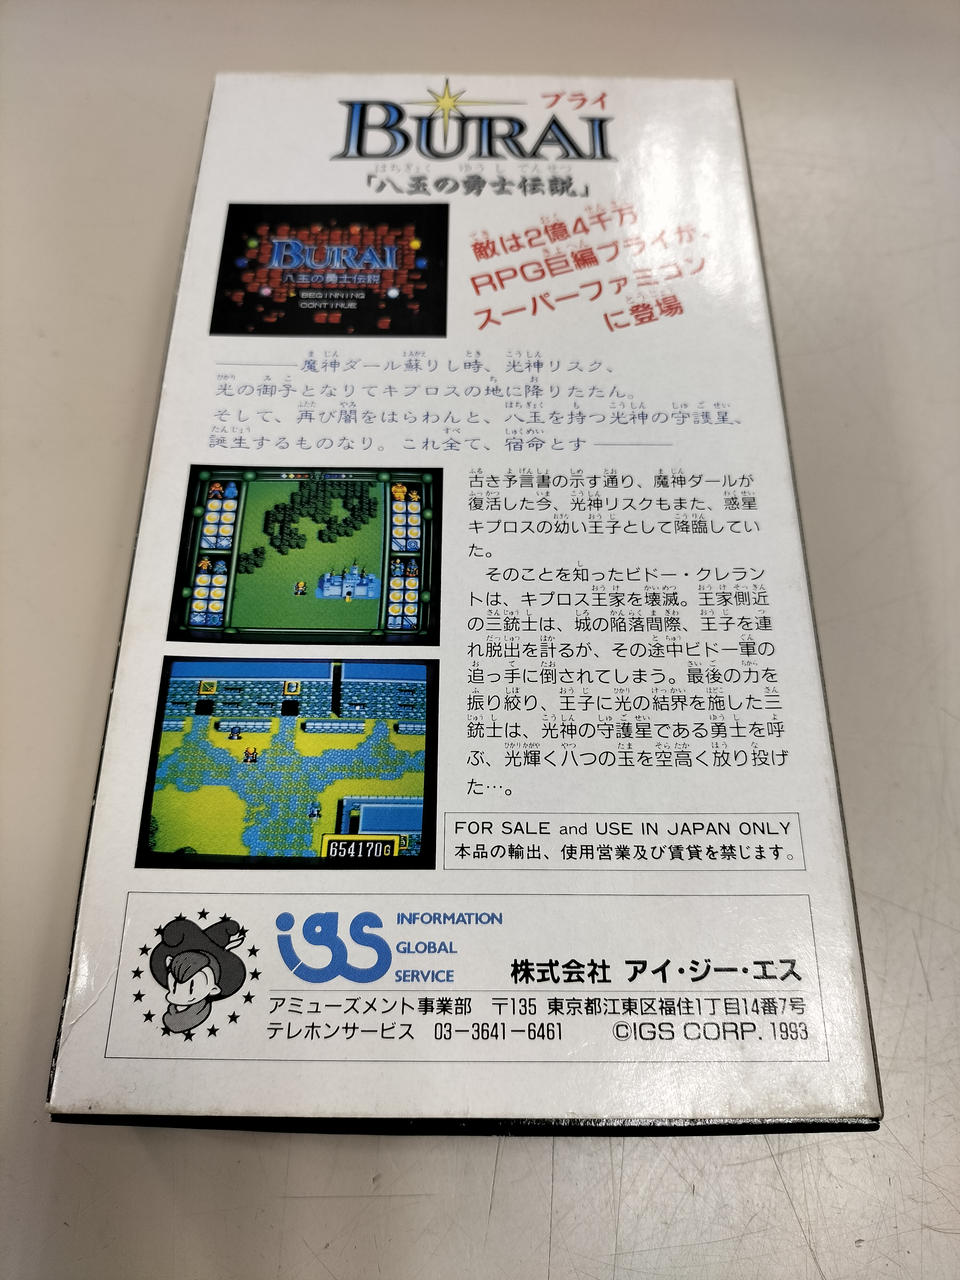 ブライ
BURAI
はちぎょく ゆうし でんせつ
「八玉の勇士伝説」
敵は2億4千万
RPG巨編ブライが、
スーパーファミコン
に登場
BURAI
八玉の勇士伝説
BEGINNING
CONTINUE
――――魔神ダール蘇りし時、光神リスク、
光の御子となりてキプロスの地に降りたたん。
そして、再び闇をはらわんと、八玉を持つ光神の守護星、
誕生するものなり。これ全て、宿命とす――――
古き予言書の示す通り、魔神ダールが
復活した今、光神リスクもまた、惑星
キプロスの幼い王子として降臨してい
た。
そのことを知ったビドー・クレラン
トは、キプロス王家を壊滅。王家側近
の三銃士は、城の陥落間際、王子を連
れ脱出を計るが、その途中ビドー軍の
追っ手に倒されてしまう。最後の力を
振り絞り、王子に光の結界を施した三
銃士は、光神の守護星である勇士を呼
ぶ、光輝く八つの玉を空高く放り投げ
た…。
654170G
FOR SALE and USE IN JAPAN ONLY
本品の輸出、使用営業及び賃貸を禁じます。
igs
INFORMATION
GLOBAL
SERVICE
株式会社 アイ・ジー・エス
アミューズメント事業部 〒135 東京都江東区福住1丁目14番7号
テレホンサービス 03-3641-6461 ©IGS CORP. 1993